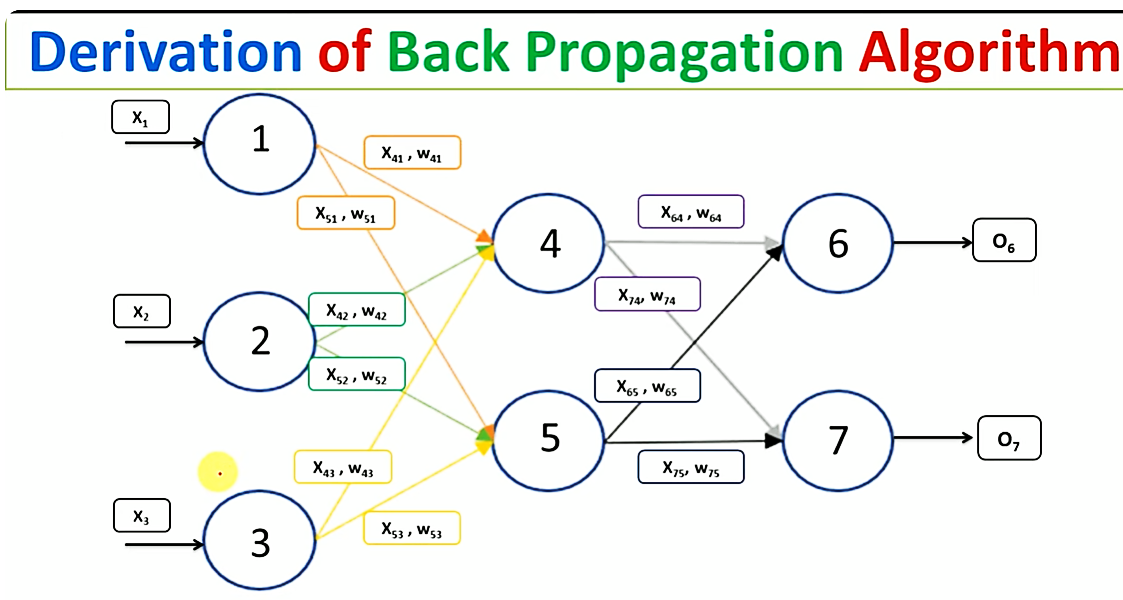 Derivation of Back Propagation Algorithm
X₁
1
X₄₁ , w₄₁
X₅₁ , w₅₁
4
X₆₄ , w₆₄
6
O₆
X₂
2
X₄₂ , w₄₂
X₅₂ , w₅₂
X₇₄, w₇₄
X₆₅ , w₆₅
5
7
O₇
X₄₃ , w₄₃
X₇₅, w₇₅
X₃
3
X₅₃ , w₅₃